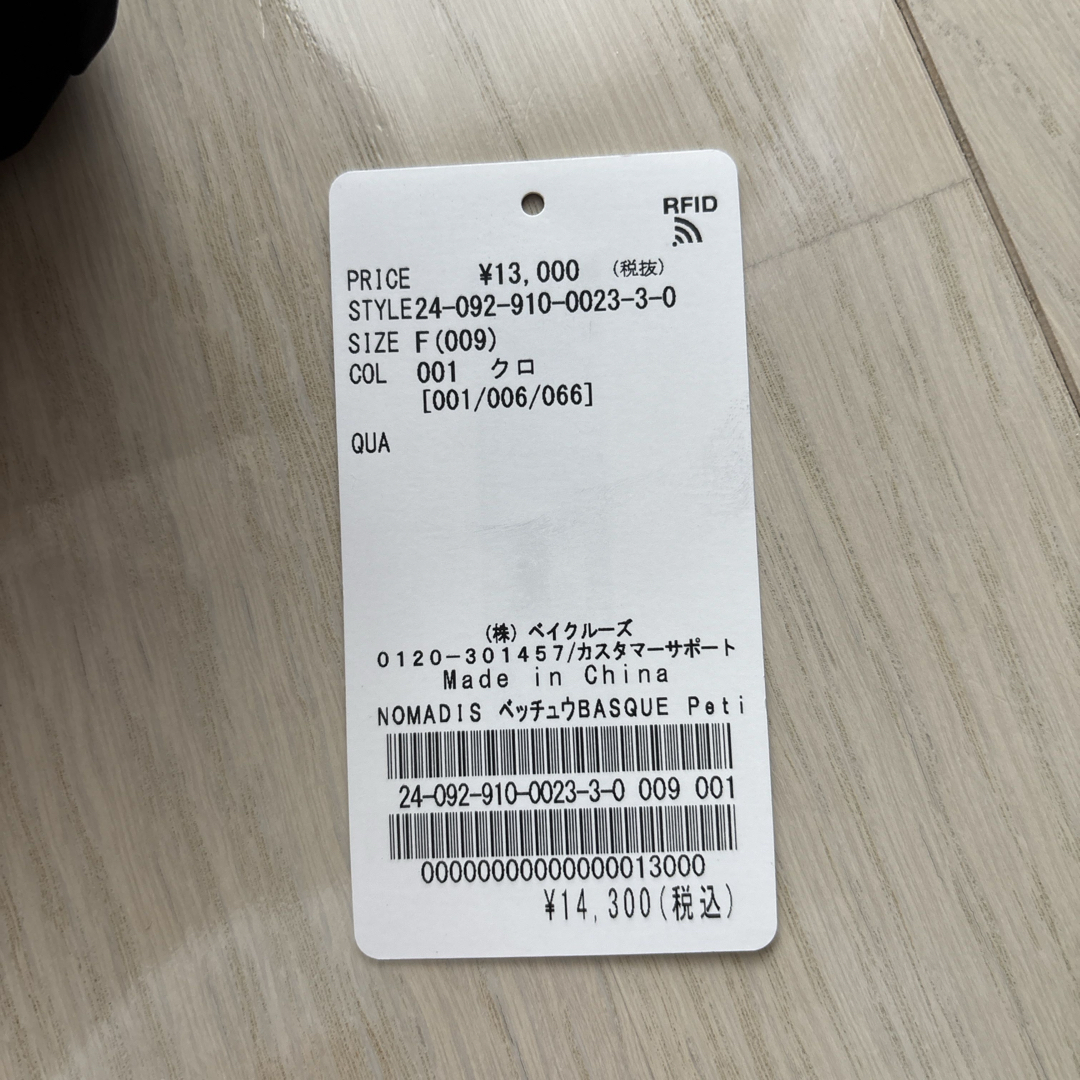 RFID
PRICE ¥13,000 (税抜)
STYLE24-092-910-0023-3-0
SIZE F(009)
COL 001 クロ
[001/006/066]
QUA
(株)ベイクルーズ
0120-301457/カスタマーサポート
Made in China
NOMADIS ベッチュウBASQUE Peti
24-092-910-0023-3-0 009 001
00000000000000013000
¥14,300(税込)